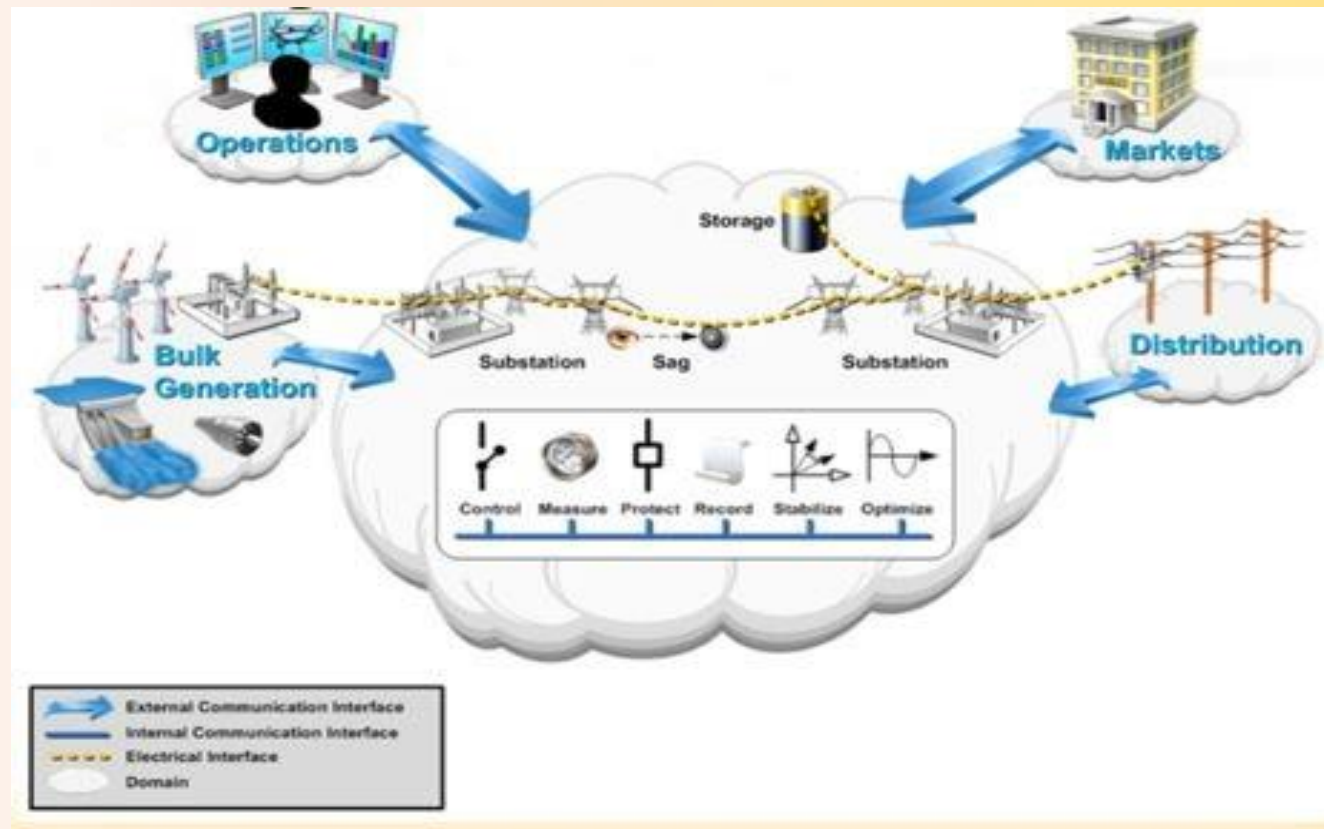 Operations
Markets
Storage
Bulk
Generation
Substation
Sag
Substation
Distribution
Control
Measure
Protect
Record
Stabilize
Optimize
External Communication Interface
Internal Communication Interface
Electrical Interface
Domain